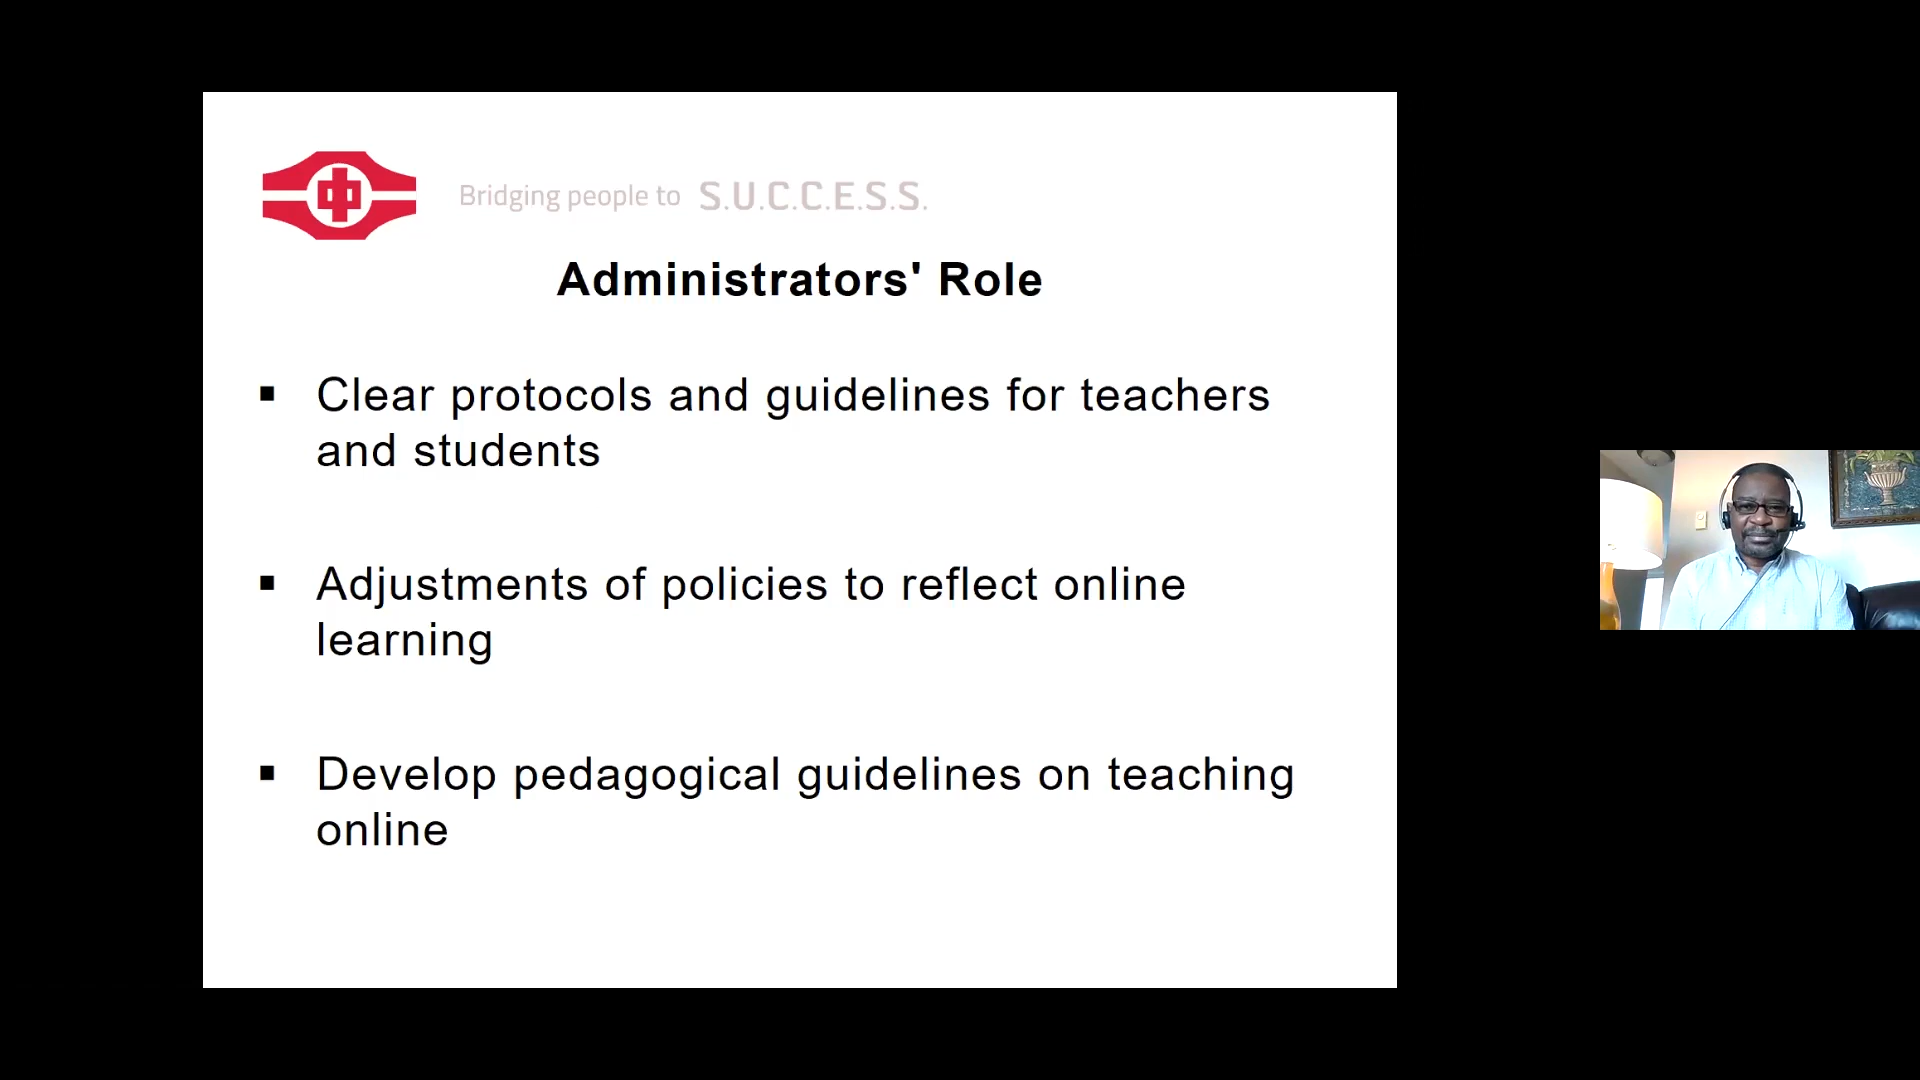 中
Bridging people to S.U.C.C.E.S.S.
Administrators' Role
▪ Clear protocols and guidelines for teachers
and students
▪ Adjustments of policies to reflect online
learning
▪ Develop pedagogical guidelines on teaching
online